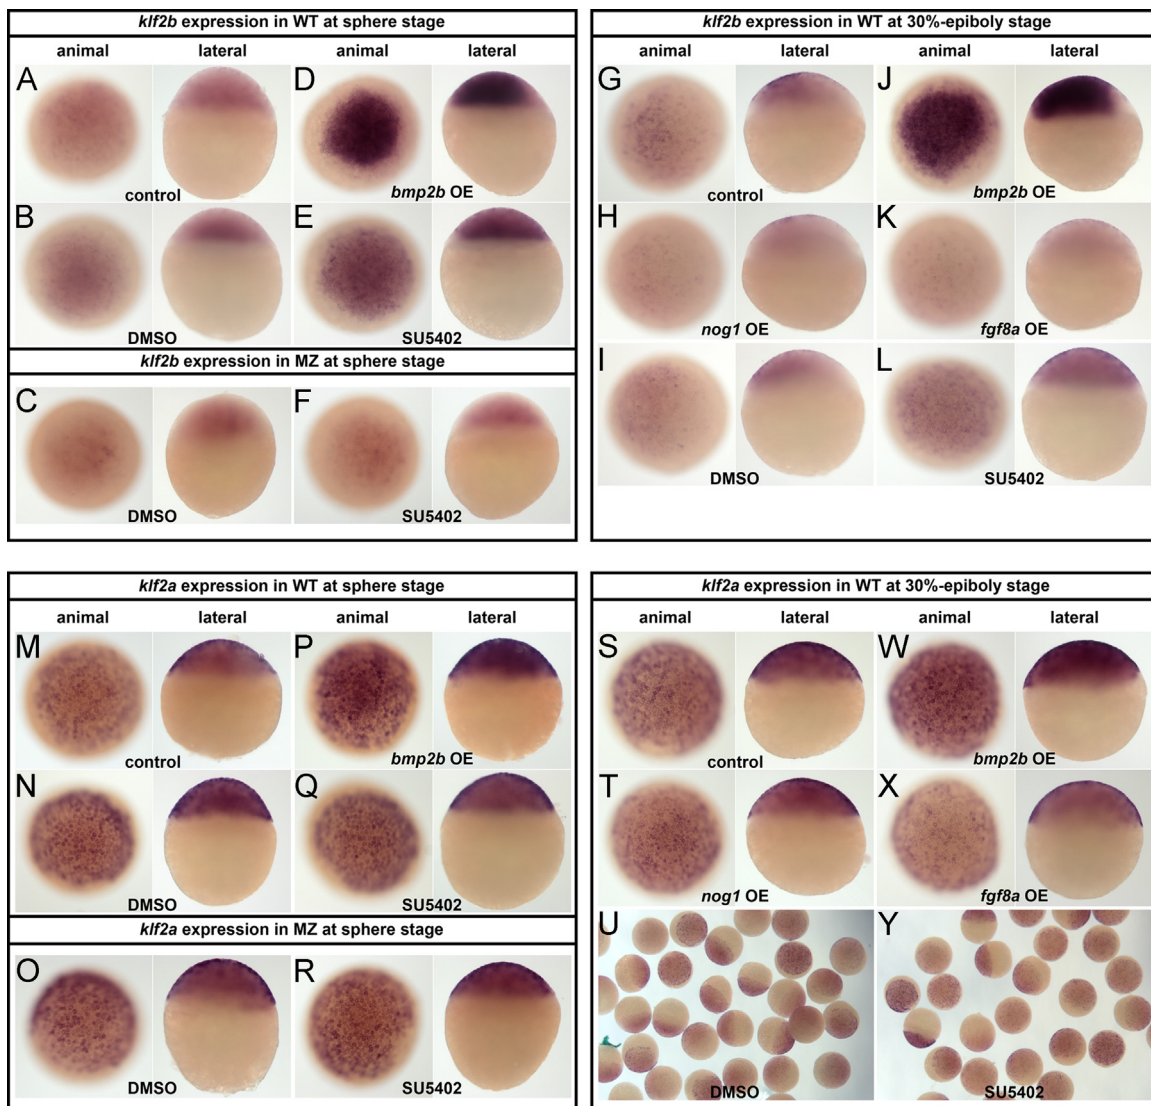 klf2b expression in WT at sphere stage
animal lateral animal lateral
A D
control bmp2b OE
B E
DMSO SU5402
klf2b expression in MZ at sphere stage
C F
DMSO SU5402
klf2b expression in WT at 30%-epiboly stage
animal lateral animal lateral
G J
control bmp2b OE
H K
nog1 OE fgf8a OE
I L
DMSO SU5402
klf2a expression in WT at sphere stage
animal lateral animal lateral
M P
control bmp2b OE
N Q
DMSO SU5402
klf2a expression in MZ at sphere stage
O R
DMSO SU5402
klf2a expression in WT at 30%-epiboly stage
animal lateral animal lateral
S W
control bmp2b OE
T X
nog1 OE fgf8a OE
U Y
DMSO SU5402